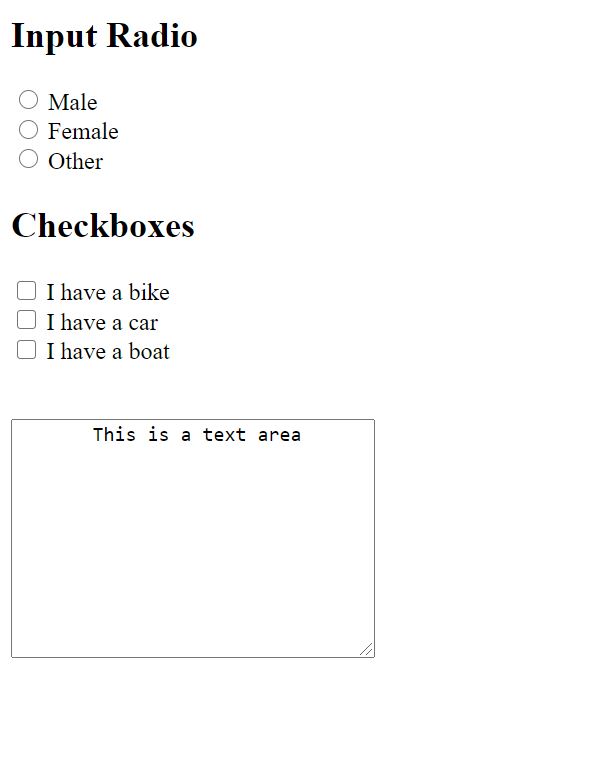 Input Radio
Male
Female
Other
Checkboxes
I have a bike
I have a car
I have a boat
This is a text area